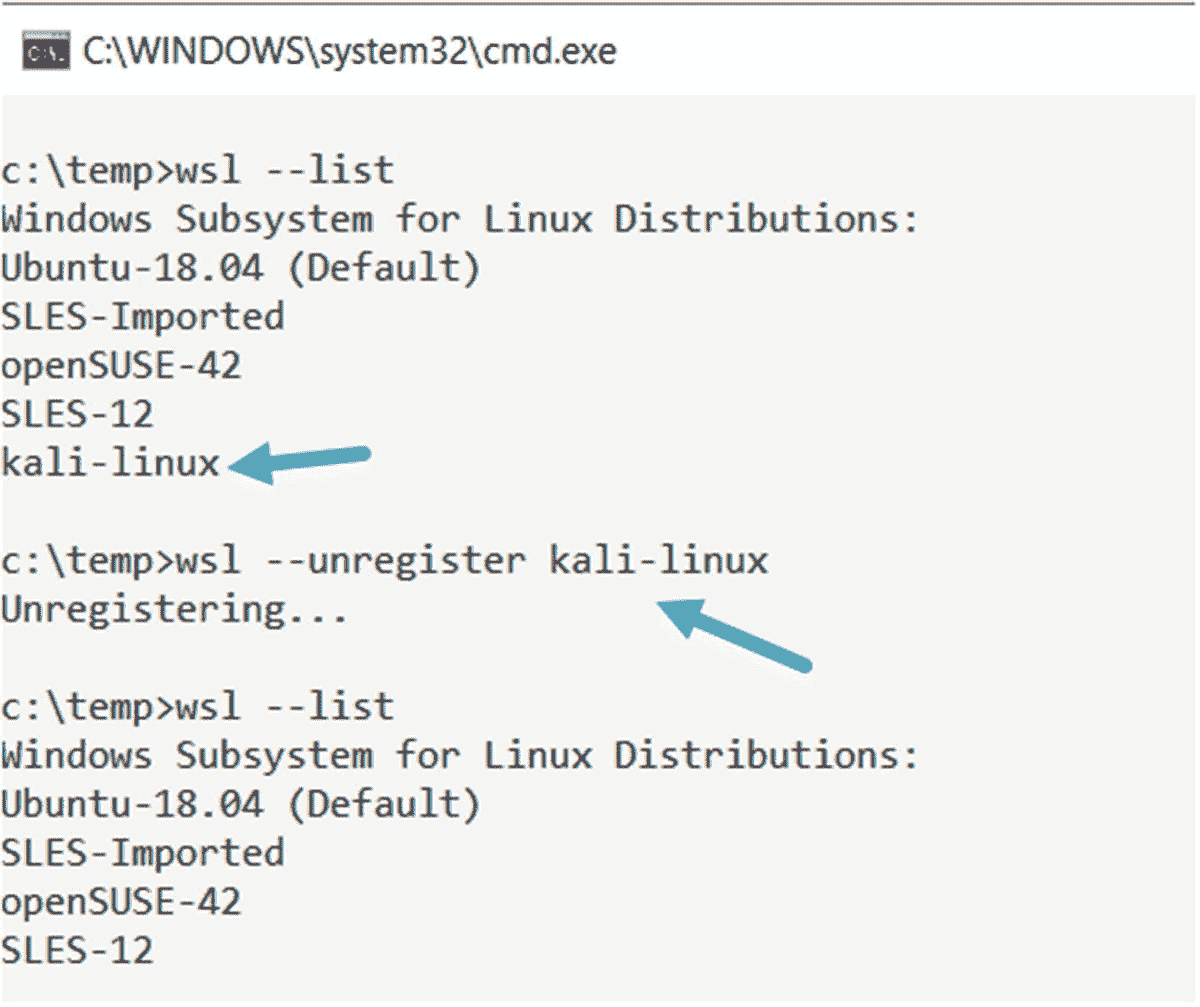 C:\WINDOWS\system32\cmd.exe
c:\temp>wsl --list
Windows Subsystem for Linux Distributions:
Ubuntu-18.04 (Default)
SLES-Imported
openSUSE-42
SLES-12
kali-linux
c:\temp>wsl --unregister kali-linux
Unregistering...
c:\temp>wsl --list
Windows Subsystem for Linux Distributions:
Ubuntu-18.04 (Default)
SLES-Imported
openSUSE-42
SLES-12